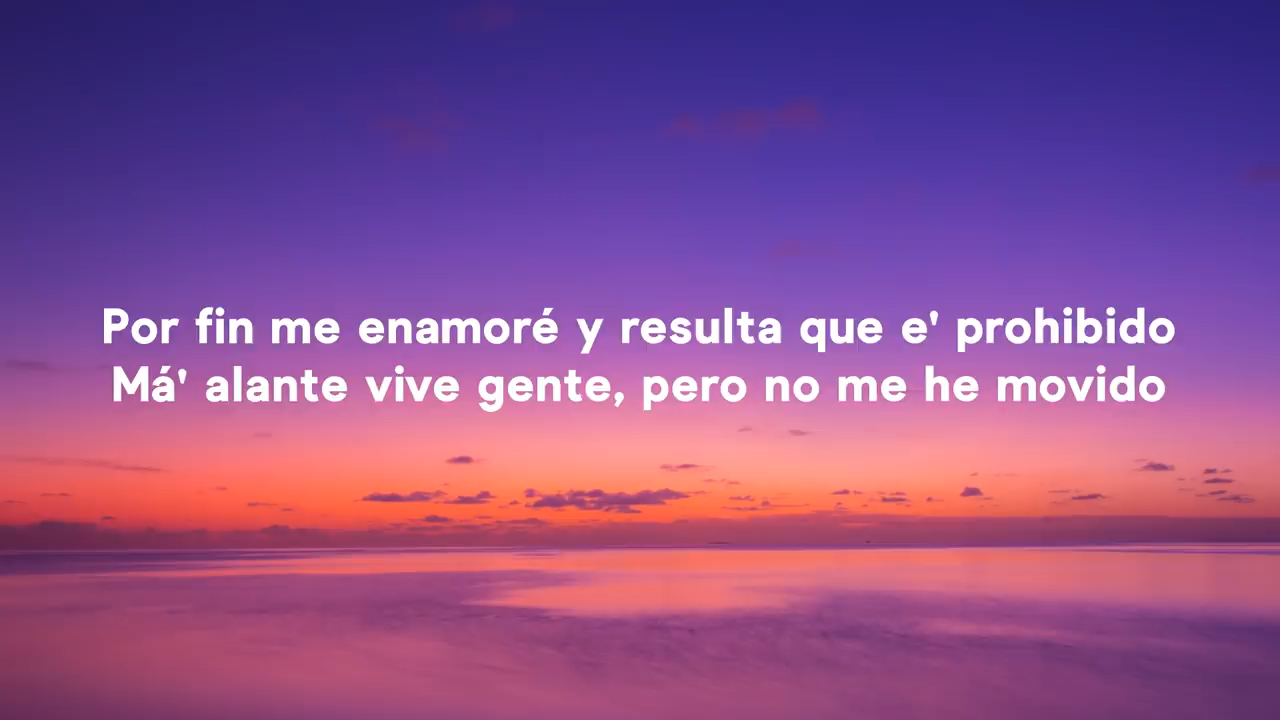 Por fin me enamoré y resulta que e' prohibido
Má' alante vive gente, pero no me he movido